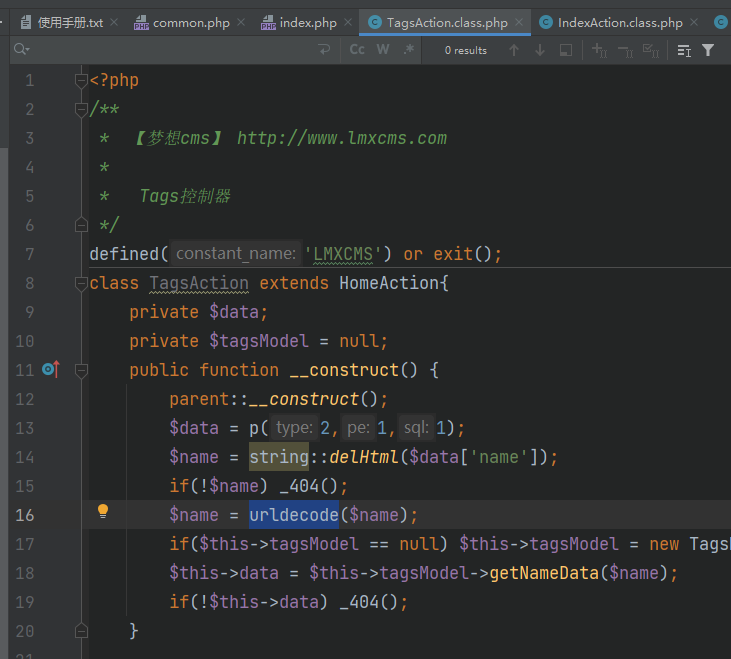 使用手册.txt common.php index.php TagsAction.class.php IndexAction.class.php
Cc W .* 0 results
1 <?php
2 /**
3 * 【梦想cms】 http://www.lmxcms.com
4 *
5 * Tags控制器
6 */
7 defined( constant_name: 'LMXCMS') or exit();
8 class TagsAction extends HomeAction{
9 private $data;
10 private $tagsModel = null;
11 public function __construct() {
12 parent::__construct();
13 $data = p( type: 2, pe: 1, sql: 1);
14 $name = string::delHtml($data['name']);
15 if(!$name) _404();
16 $name = urldecode($name);
17 if($this->tagsModel == null) $this->tagsModel = new Tags
18 $this->data = $this->tagsModel->getNameData($name);
19 if(!$this->data) _404();
20 }